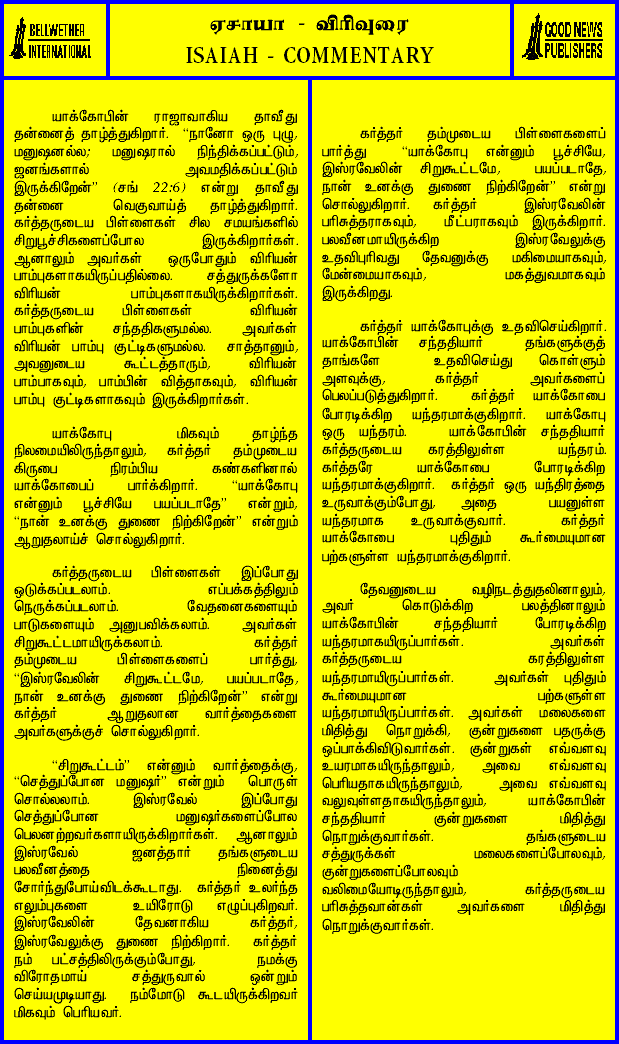 BELLWETHER
INTERNATIONAL
ஏசாயா - விரிவுரை
ISAIAH - COMMENTARY
GOOD NEWS
PUBLISHERS
யாக்கோபின் ராஜாவாகிய தாவீது
தன்னைத் தாழ்த்துகிறார். “நானோ ஒரு புழு,
மனுஷனல்ல; மனுஷரால் நிந்திக்கப்பட்டும்,
ஜனங்களால் அவமதிக்கப்பட்டும்
இருக்கிறேன்” (சங் 22:6) என்று தாவீது
தன்னை வெகுவாய்த் தாழ்த்துகிறார்.
கர்த்தருடைய பிள்ளைகள் சில சமயங்களில்
சிறுபூச்சிகளைப்போல இருக்கிறார்கள்.
ஆனாலும் அவர்கள் ஒருபோதும் விரியன்
பாம்புகளாகயிருப்பதில்லை. சத்துருக்களோ
விரியன் பாம்புகளாகயிருக்கிறார்கள்.
கர்த்தருடைய பிள்ளைகள் விரியன்
பாம்புகளின் சந்ததிகளுமல்ல. அவர்கள்
விரியன் பாம்பு குட்டிகளுமல்ல. சாத்தானும்,
அவனுடைய கூட்டத்தாரும், விரியன்
பாம்பாகவும், பாம்பின் வித்தாகவும், விரியன்
பாம்பு குட்டிகளாகவும் இருக்கிறார்கள்.
யாக்கோபு மிகவும் தாழ்ந்த
நிலமையிலிருந்தாலும், கர்த்தர் தம்முடைய
கிருபை நிரம்பிய கண்களினால்
யாக்கோபைப் பார்க்கிறார். “யாக்கோபு
என்னும் பூச்சியே பயப்படாதே” என்றும்,
“நான் உனக்கு துணை நிற்கிறேன்” என்றும்
ஆறுதலாய்ச் சொல்லுகிறார்.
கர்த்தருடைய பிள்ளைகள் இப்போது
ஒடுக்கப்படலாம். எப்பக்கத்திலும்
நெருக்கப்படலாம். வேதனைகளையும்
பாடுகளையும் அனுபவிக்கலாம். அவர்கள்
சிறுகூட்டமாயிருக்கலாம். கர்த்தர்
தம்முடைய பிள்ளைகளைப் பார்த்து,
“இஸ்ரவேலின் சிறுகூட்டமே, பயப்படாதே,
நான் உனக்கு துணை நிற்கிறேன்” என்று
கர்த்தர் ஆறுதலான வார்த்தைகளை
அவர்களுக்குச் சொல்லுகிறார்.
“சிறுகூட்டம்” என்னும் வார்த்தைக்கு,
“செத்துப்போன மனுஷர்” என்றும் பொருள்
சொல்லலாம். இஸ்ரவேல் இப்போது
செத்துப்போன மனுஷர்களைப்போல
பெலனற்றவர்களாயிருக்கிறார்கள். ஆனாலும்
இஸ்ரவேல் ஜனத்தார் தங்களுடைய
பலவீனத்தை நினைத்து
சோர்ந்துபோய்விடக்கூடாது. கர்த்தர் உலர்ந்த
எலும்புகளை உயிரோடு எழுப்புகிறவர்.
இஸ்ரவேலின் தேவனாகிய கர்த்தர்,
இஸ்ரவேலுக்கு துணை நிற்கிறார். கர்த்தர்
நம் பட்சத்திலிருக்கும்போது, நமக்கு
விரோதமாய் சத்துருவால் ஒன்றும்
செய்யமுடியாது. நம்மோடு கூடயிருக்கிறவர்
மிகவும் பெரியவர்.
கர்த்தர் தம்முடைய பிள்ளைகளைப்
பார்த்து “யாக்கோபு என்னும் பூச்சியே,
இஸ்ரவேலின் சிறுகூட்டமே, பயப்படாதே,
நான் உனக்கு துணை நிற்கிறேன்” என்று
சொல்லுகிறார். கர்த்தர் இஸ்ரவேலின்
பரிசுத்தராகவும், மீட்பராகவும் இருக்கிறார்.
பலவீனமாயிருக்கிற இஸ்ரவேலுக்கு
உதவிபுரிவது தேவனுக்கு மகிமையாகவும்,
மேன்மையாகவும், மகத்துவமாகவும்
இருக்கிறது.
கர்த்தர் யாக்கோபுக்கு உதவிசெய்கிறார்.
யாக்கோபின் சந்ததியார் தங்களுக்குத்
தாங்களே உதவிசெய்து கொள்ளும்
அளவுக்கு, கர்த்தர் அவர்களைப்
பெலப்படுத்துகிறார். கர்த்தர் யாக்கோபை
போரடிக்கிற யந்தரமாக்குகிறார். யாக்கோபு
ஒரு யந்தரம். யாக்கோபின் சந்ததியார்
கர்த்தருடைய கரத்திலுள்ள யந்தரம்.
கர்த்தரே யாக்கோபை போரடிக்கிற
யந்தரமாக்குகிறார். கர்த்தர் ஒரு யந்திரத்தை
உருவாக்கும்போது, அதை பயனுள்ள
யந்தரமாக உருவாக்குவார். கர்த்தர்
யாக்கோபை புதிதும் கூர்மையுமான
பற்களுள்ள யந்தரமாக்குகிறார்.
தேவனுடைய வழிநடத்துதலினாலும்,
அவர் கொடுக்கிற பலத்தினாலும்
யாக்கோபின் சந்ததியார் போரடிக்கிற
யந்தரமாகயிருப்பார்கள். அவர்கள்
கர்த்தருடைய கரத்திலுள்ள
யந்தரமாயிருப்பார்கள். அவர்கள் புதிதும்
கூர்மையுமான பற்களுள்ள
யந்தரமாயிருப்பார்கள். அவர்கள் மலைகளை
மிதித்து நொறுக்கி, குன்றுகளை பதருக்கு
ஒப்பாக்கிவிடுவார்கள். குன்றுகள் எவ்வளவு
உயரமாகயிருந்தாலும், அவை எவ்வளவு
பெரியதாகயிருந்தாலும், அவை எவ்வளவு
வலுவுள்ளதாகயிருந்தாலும், யாக்கோபின்
சந்ததியார் குன்றுகளை மிதித்து
நொறுக்குவார்கள். தங்களுடைய
சத்துருக்கள் மலைகளைப்போலவும்,
குன்றுகளைப்போலவும்
வலிமையோடிருந்தாலும், கர்த்தருடைய
பரிசுத்தவான்கள் அவர்களை மிதித்து
நொறுக்குவார்கள்.